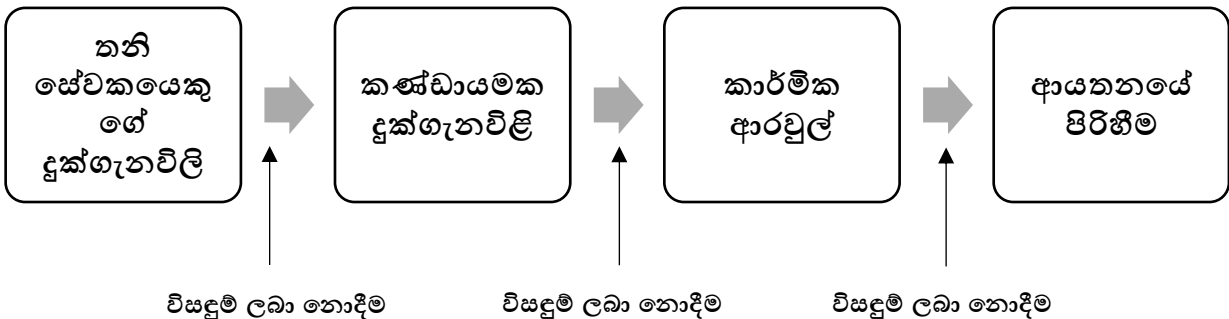 තනි
සේවකයෙකු
ගේ
දුක්ගැනවිලි
කණ්ඩායමක
දුක්ගැනවිළි
කාර්මික
ආරවුල්
ආයතනයේ
පිරිහීම
විසඳුම් ලබා නොදීම
විසඳුම් ලබා නොදීම
විසඳුම් ලබා නොදීම